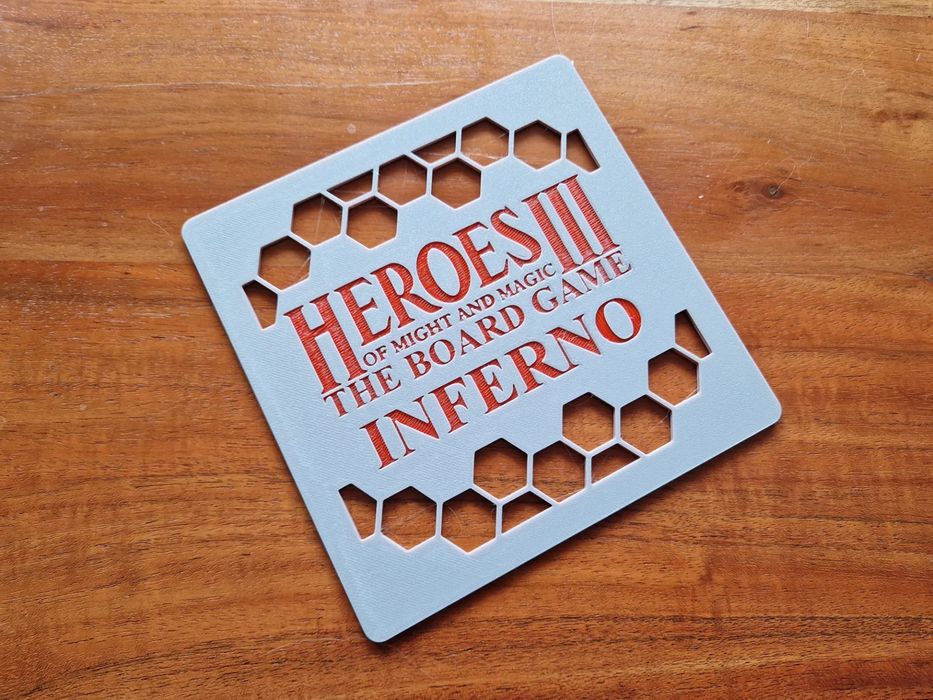 HEROES III
OF MIGHT AND MAGIC
THE BOARD GAME
INFERNO